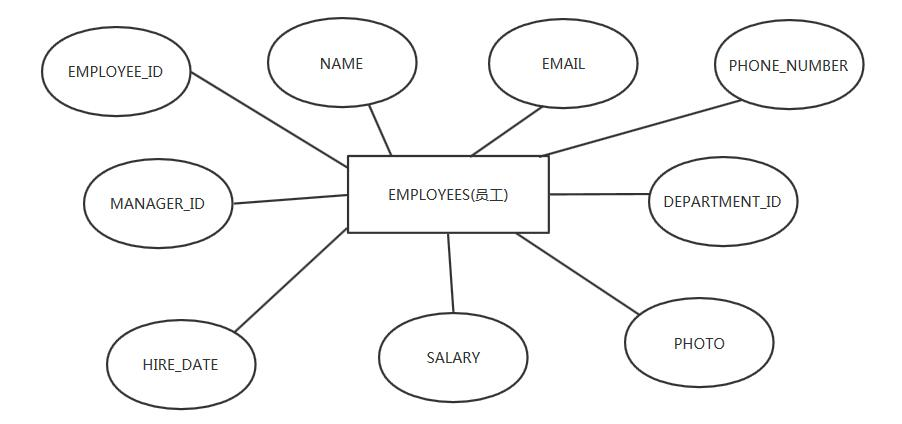 EMPLOYEE_ID
NAME
EMAIL
PHONE_NUMBER
MANAGER_ID
EMPLOYEES(员工)
DEPARTMENT_ID
HIRE_DATE
SALARY
PHOTO